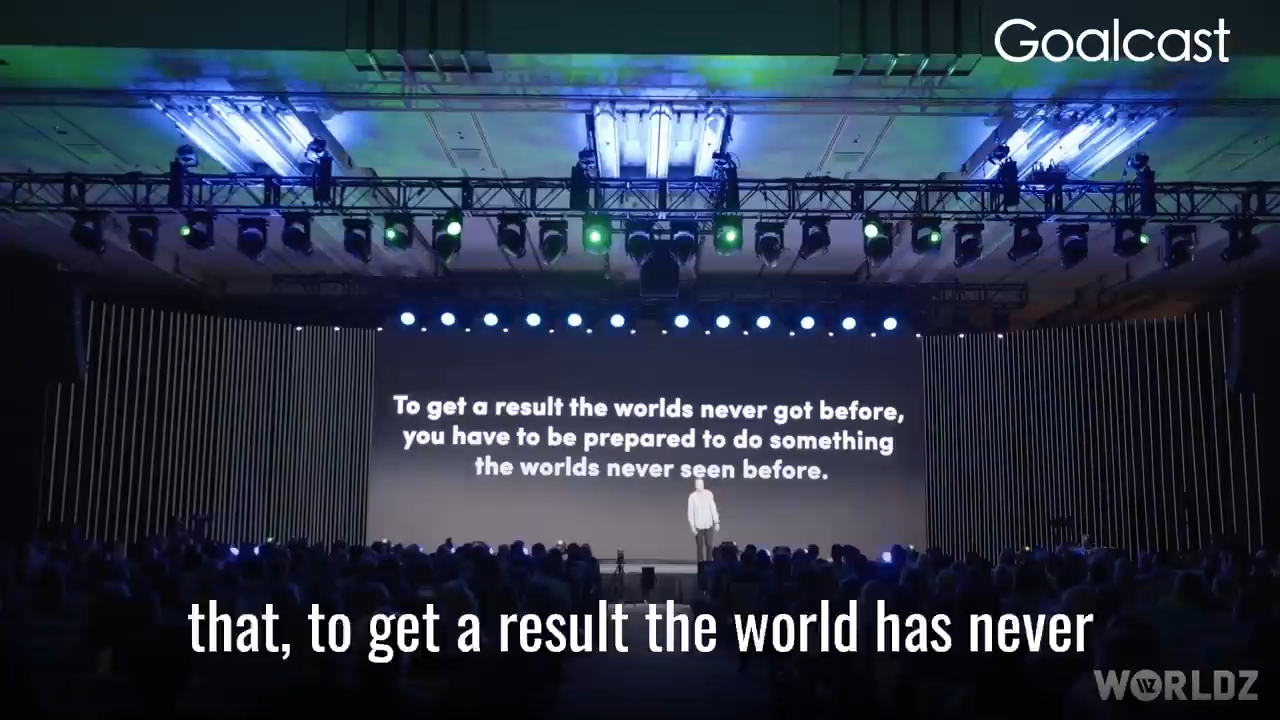 Goalcast
To get a result the worlds never got before,
you have to be prepared to do something
the worlds never seen before.
that, to get a result the world has never
WORLDZ